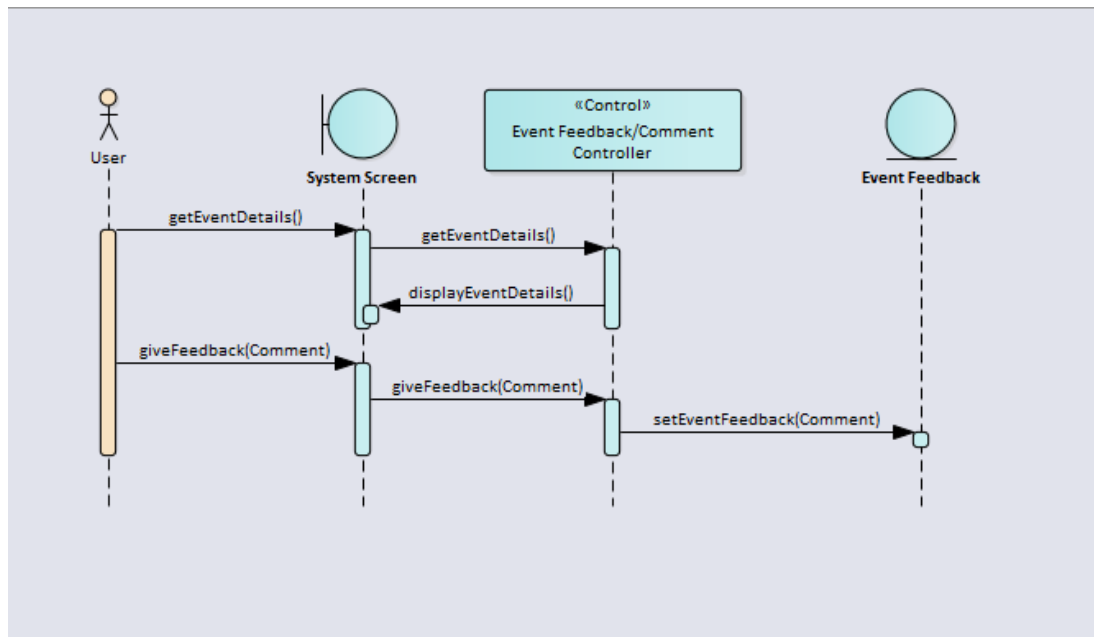 «Control»
Event Feedback/Comment
Controller
User
System Screen
Event Feedback
getEventDetails()
getEventDetails()
displayEventDetails()
giveFeedback(Comment)
giveFeedback(Comment)
setEventFeedback(Comment)